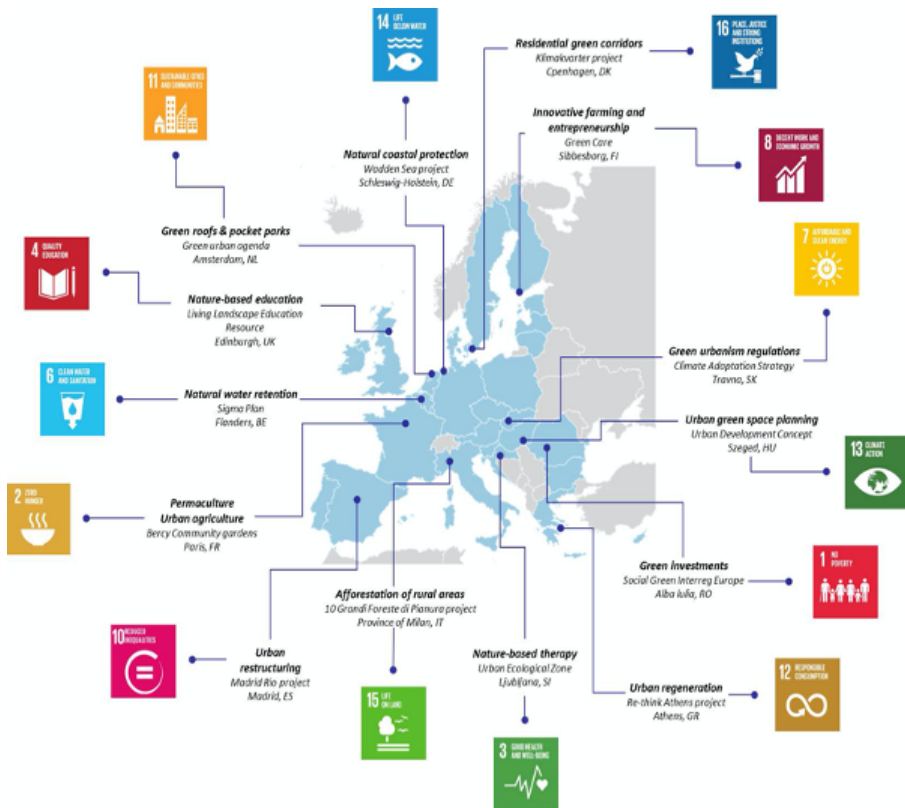 14 LIFE
BELOW WATER
Residential green corridors
Klimakvarter project
Cpenhagen, DK
16 PEACE, JUSTICE
AND STRONG
INSTITUTIONS
11 SUSTAINABLE CITIES
AND COMMUNITIES
Innovative farming and
entrepreneurship
Green Care
Sibbesborg, FI
8 DECENT WORK AND
ECONOMIC GROWTH
Natural coastal protection
Wadden Sea project
Schleswig-Holstein, DE
Green roofs & pocket parks
Green urban agenda
Amsterdam, NL
4 QUALITY
EDUCATION
7 AFFORDABLE AND
CLEAN ENERGY
Nature-based education
Living Landscape Education
Resource
Edinburgh, UK
Green urbanism regulations
Climate Adaptation Strategy
Travna, SK
6 CLEAN WATER
AND SANITATION
Natural water retention
Sigma Plan
Flanders, BE
Urban green space planning
Urban Development Concept
Szeged, HU
13 CLIMATE
ACTION
2 ZERO
HUNGER
Permaculture
Urban agriculture
Bercy Community gardens
Paris, FR
Green investments
Social Green Interreg Europe
Alba Iulia, RO
1 NO
POVERTY
Afforestation of rural areas
10 Grandi Foreste di Pianura project
Province of Milan, IT
10 REDUCED
INEQUALITIES
Urban
restructuring
Madrid Rio project
Madrid, ES
Nature-based therapy
Urban Ecological Zone
Ljubljana, SI
12 RESPONSIBLE
CONSUMPTION
Urban regeneration
Re-think Athens project
Athens, GR
15 LIFE
ON LAND
3 GOOD HEALTH
AND WELL-BEING